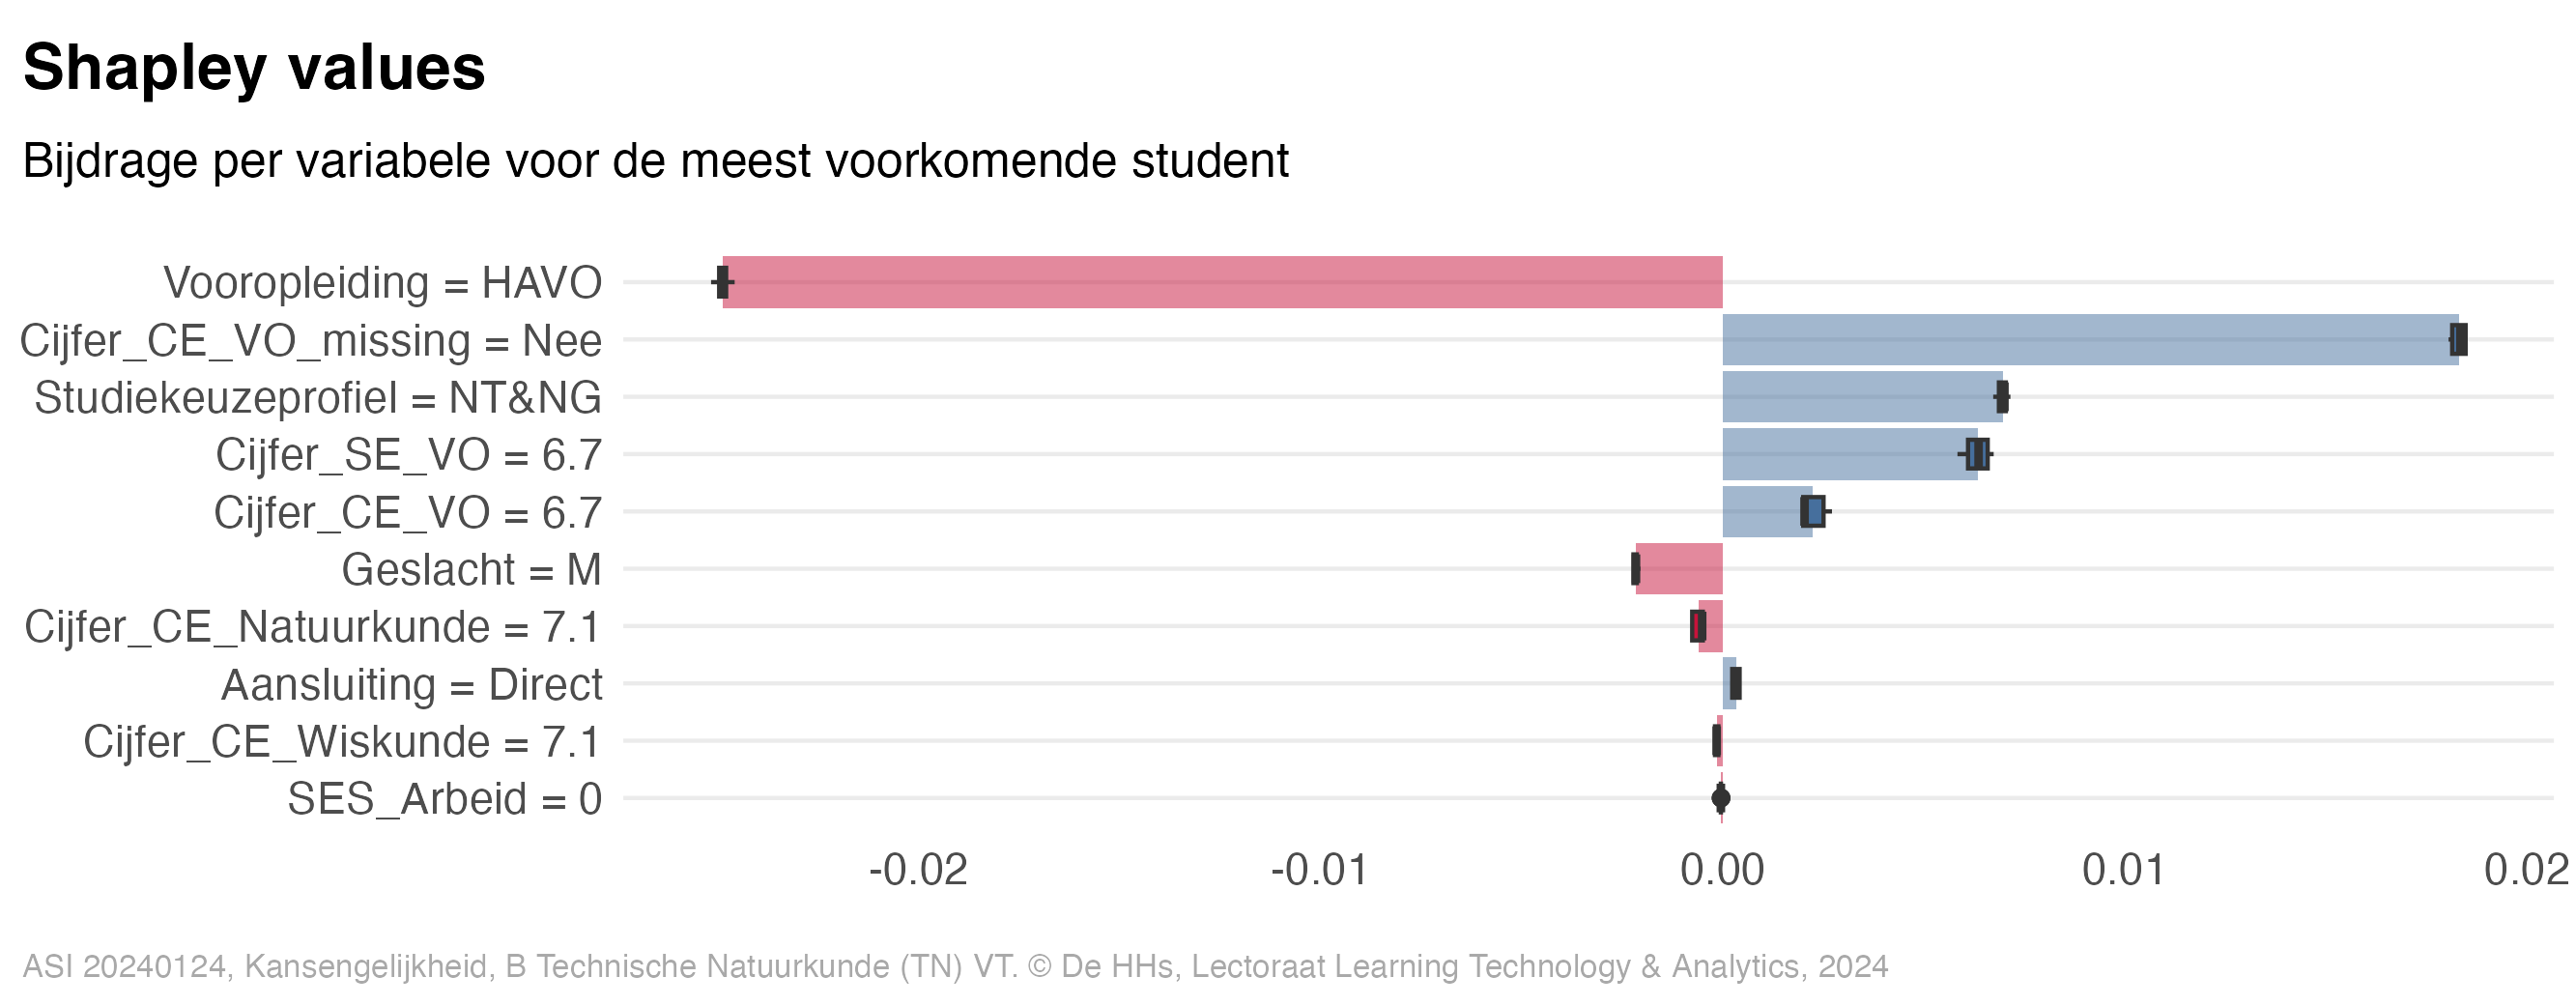 Shapley values
Bijdrage per variabele voor de meest voorkomende student
Vooropleiding = HAVO
Cijfer_CE_VO_missing = Nee
Studiekeuzeprofiel = NT&NG
Cijfer_SE_VO = 6.7
Cijfer_CE_VO = 6.7
Geslacht = M
Cijfer_CE_Natuurkunde = 7.1
Aansluiting = Direct
Cijfer_CE_Wiskunde = 7.1
SES_Arbeid = 0
-0.02 -0.01 0.00 0.01 0.02
ASI 20240124, Kansengelijkheid, B Technische Natuurkunde (TN) VT. © De HHs, Lectoraat Learning Technology & Analytics, 2024